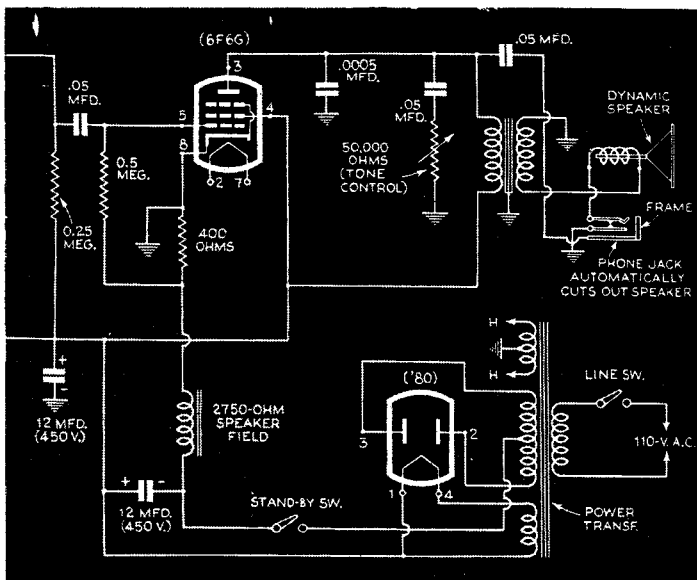 (6F6G)
3
.05 MFD.
.0005
MFD.
.05
MFD.
5
4
8
2
7
.05
MFD.
50,000
OHMS
(TONE
CONTROL)
DYNAMIC
SPEAKER
FRAME
PHONE JACK
AUTOMATICALLY
CUTS OUT SPEAKER
0.5
MEG.
0.25
MEG.
400
OHMS
+
-
12 MFD.
(450 V.)
2750-OHM
SPEAKER
FIELD
+ -
12 MFD.
(450 V.)
STAND-BY SW.
('80)
3
2
1
4
H
H
LINE SW.
110-V. A.C.
POWER
TRANSF.